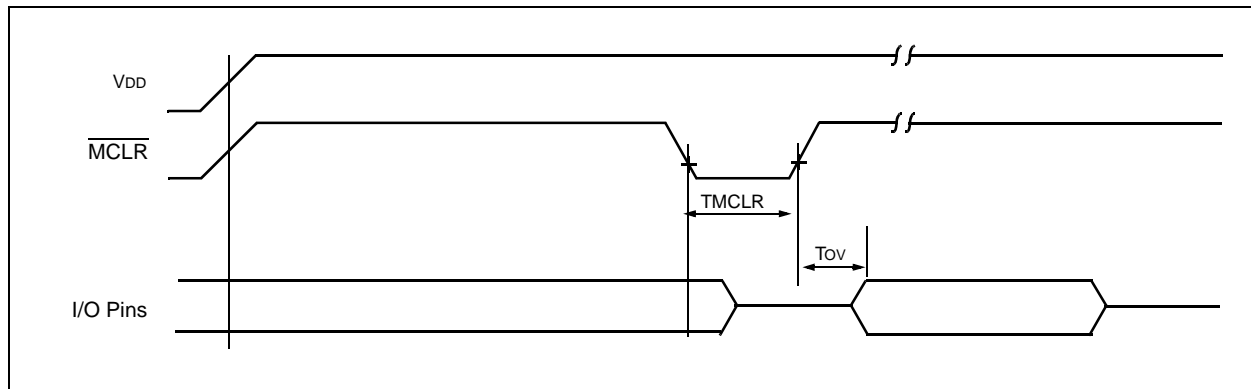 VDD
MCLR
TMCLR
TOV
I/O Pins